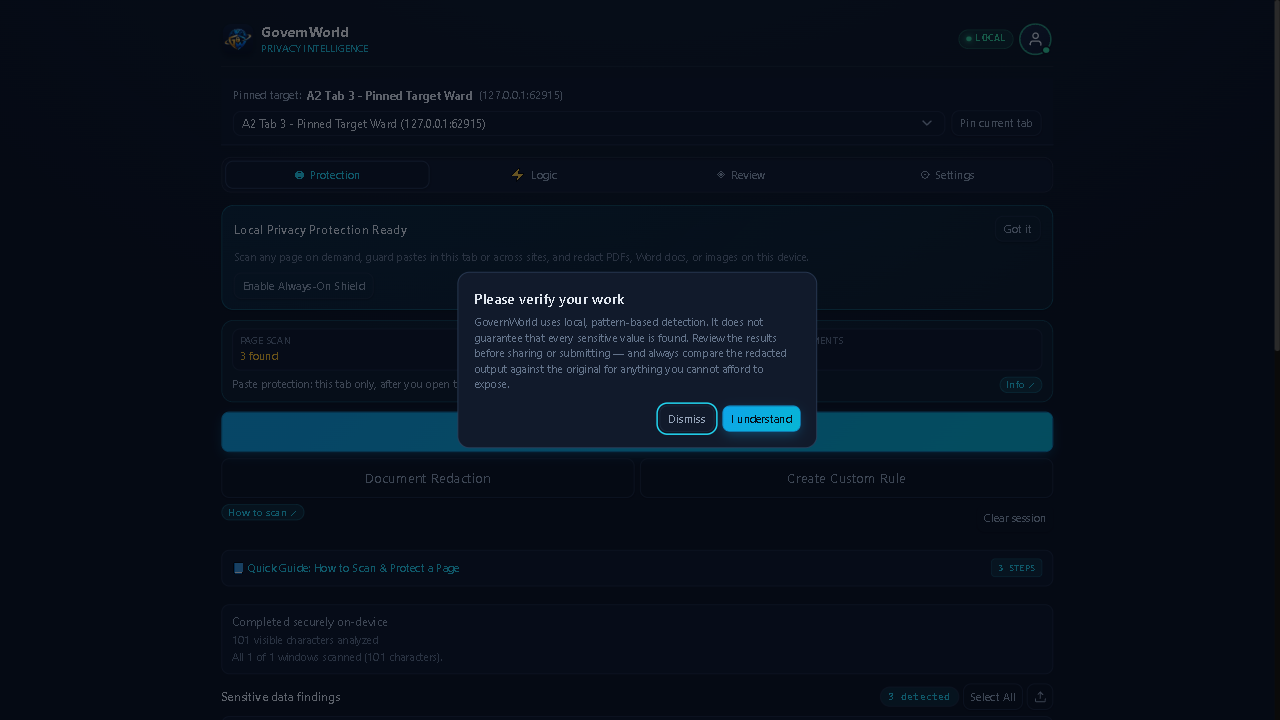 GovernWorld
PRIVACY INTELLIGENCE
LOCAL
Pinned target: A2 Tab 3 - Pinned Target Ward (127.0.0.1:62915)
A2 Tab 3 - Pinned Target Ward (127.0.0.1:62915)
Pin current tab
Protection
Logic
Review
Settings
Local Privacy Protection Ready
Got it
Scan any page on demand, guard pastes in this tab or across sites, and redact PDFs, Word docs, or images on this device.
Enable Always-On Shield
Please verify your work
GovernWorld uses local, pattern-based detection. It does not
guarantee that every sensitive value is found. Review the results
before sharing or submitting — and always compare the redacted
output against the original for anything you cannot afford to
expose.
Dismiss
I understand
PAGE SCAN
3 found
MENTS
Paste protection: this tab only, after you open t
Info
Document Redaction
Create Custom Rule
How to scan
Clear session
Quick Guide: How to Scan & Protect a Page
3 STEPS
Completed securely on-device
101 visible characters analyzed
All 1 of 1 windows scanned (101 characters).
Sensitive data findings
3 detected
Select All